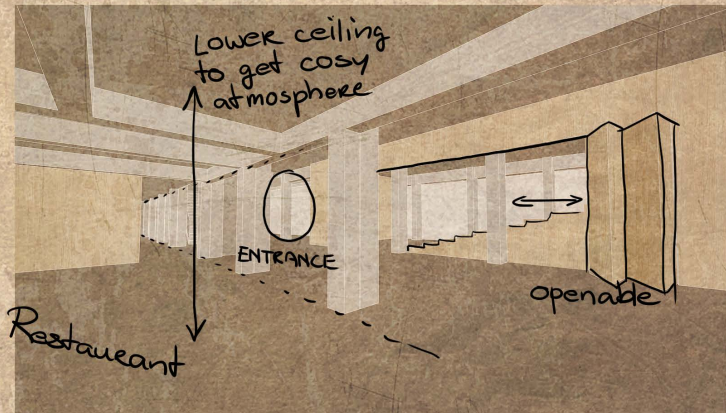 Lower ceiling
to get cosy
atmosphere
ENTRANCE
openable
Restaurant